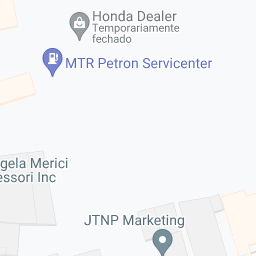 Honda Dealer
Temporariamente
fechado
MTR Petron Servicenter
gela Merici
essori Inc
JTNP Marketing